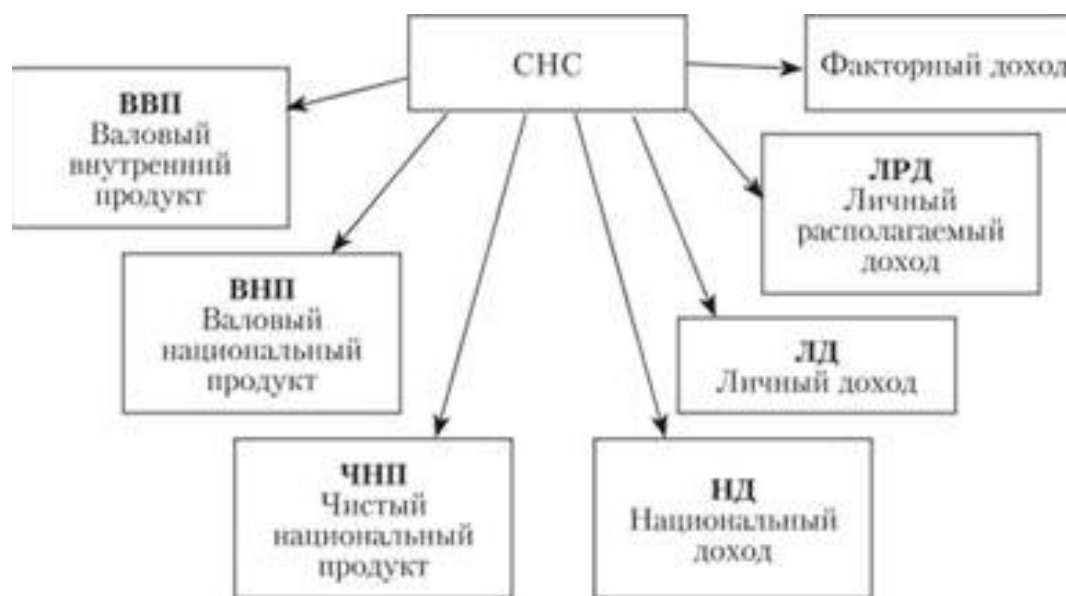 СНС
Факторный доход
ВВП
Валовый
внутренний
продукт
ЛРД
Личный
располагаемый
доход
ВНП
Валовый
национальный
продукт
ЛД
Личный доход
ЧНП
Чистый
национальный
продукт
НД
Национальный
доход